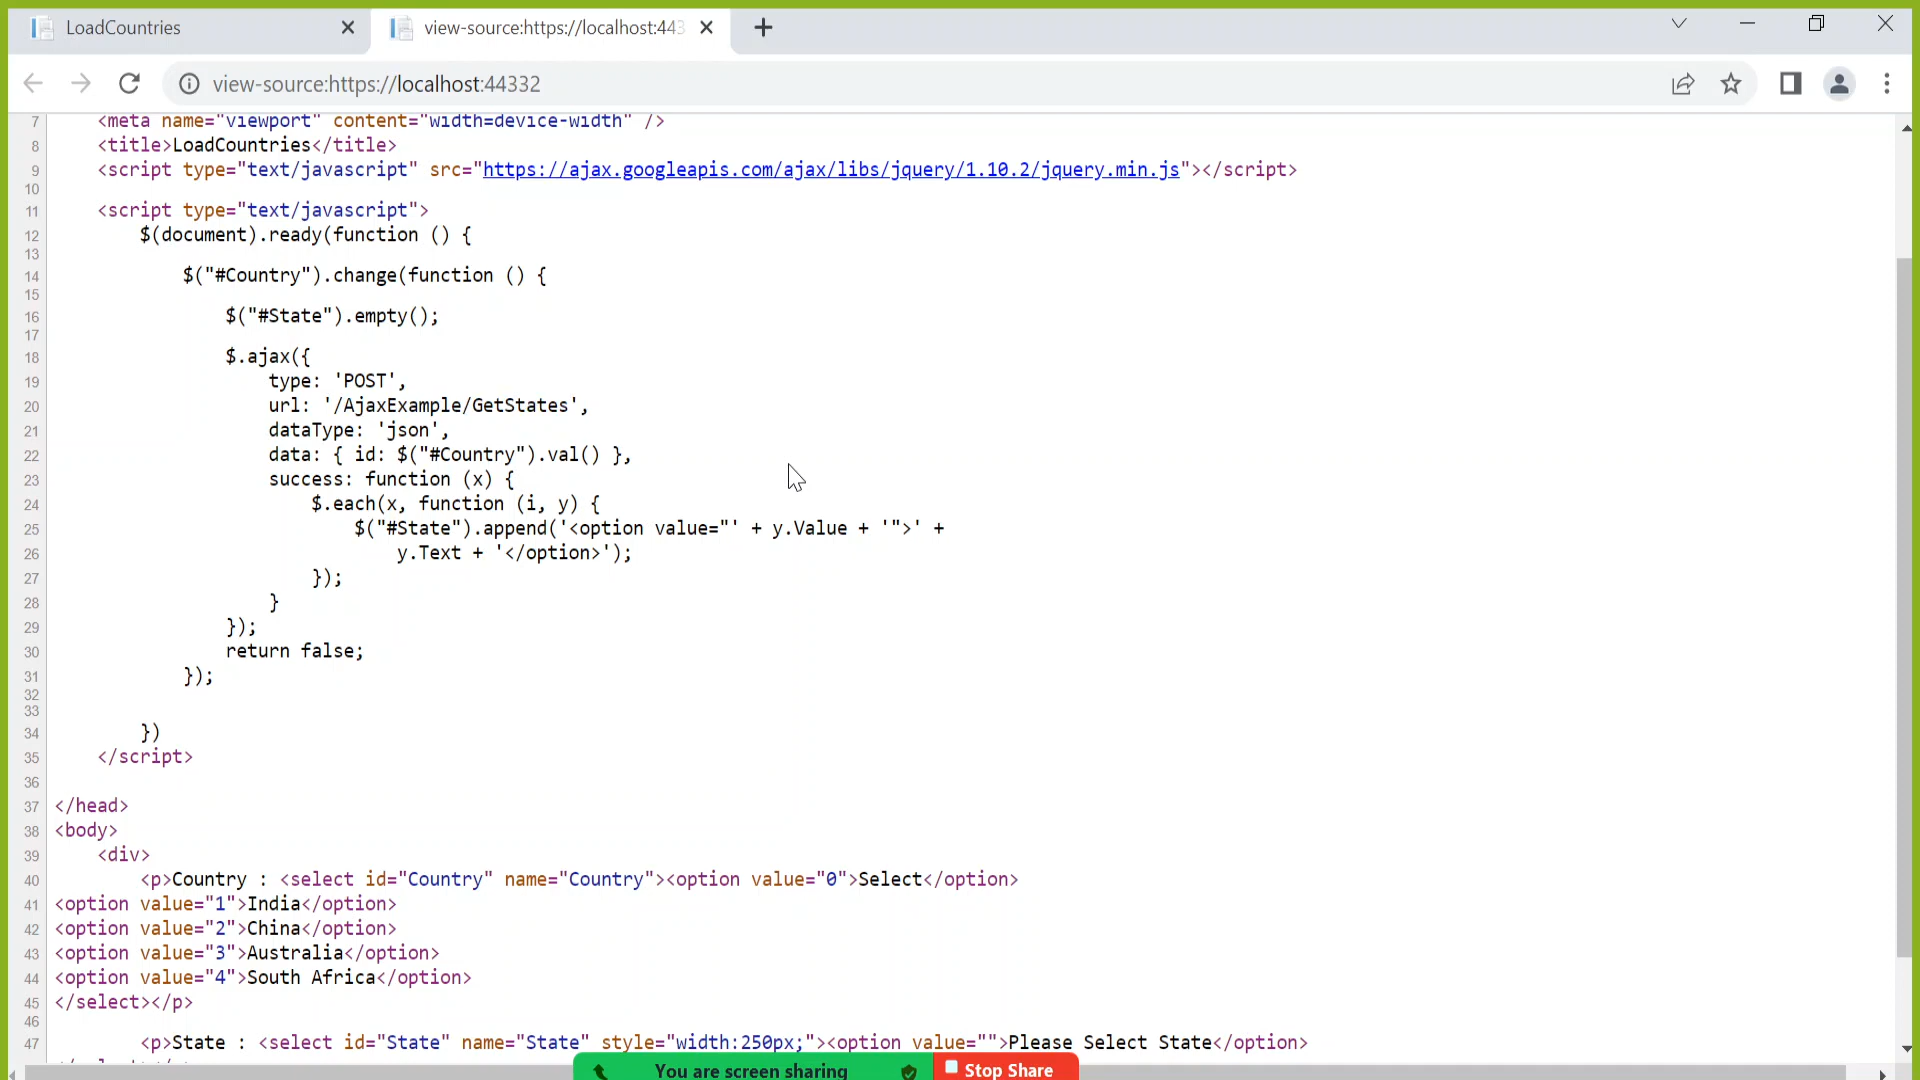 LoadCountries
view-source:https://localhost:443
view-source:https://localhost:44332
7 <meta name="viewport" content="width=device-width" />
8 <title>LoadCountries</title>
9 <script type="text/javascript" src="https://ajax.googleapis.com/ajax/libs/jquery/1.10.2/jquery.min.js"></script>
10
11 <script type="text/javascript">
12 $(document).ready(function () {
13
14 $("#Country").change(function () {
15
16 $("#State").empty();
17
18 $.ajax({
19 type: 'POST',
20 url: '/AjaxExample/GetStates',
21 dataType: 'json',
22 data: { id: $("#Country").val() },
23 success: function (x) {
24 $.each(x, function (i, y) {
25 $("#State").append('<option value="' + y.Value + '">' +
26 y.Text + '</option>');
27 });
28 }
29 });
30 return false;
31 });
32
33
34 })
35 </script>
36
37 </head>
38 <body>
39 <div>
40 <p>Country : <select id="Country" name="Country"><option value="0">Select</option>
41 <option value="1">India</option>
42 <option value="2">China</option>
43 <option value="3">Australia</option>
44 <option value="4">South Africa</option>
45 </select></p>
46
47 <p>State : <select id="State" name="State" style="width:250px;"><option value="">Please Select State</option>
You are screen sharing
Stop Share